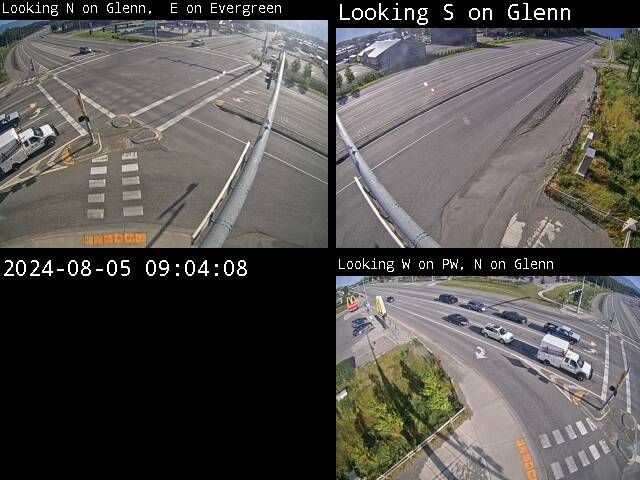 Looking N on Glenn,  E on Evergreen
Looking S on Glenn
2024-08-05 09:04:08
Looking W on PW, N on Glenn